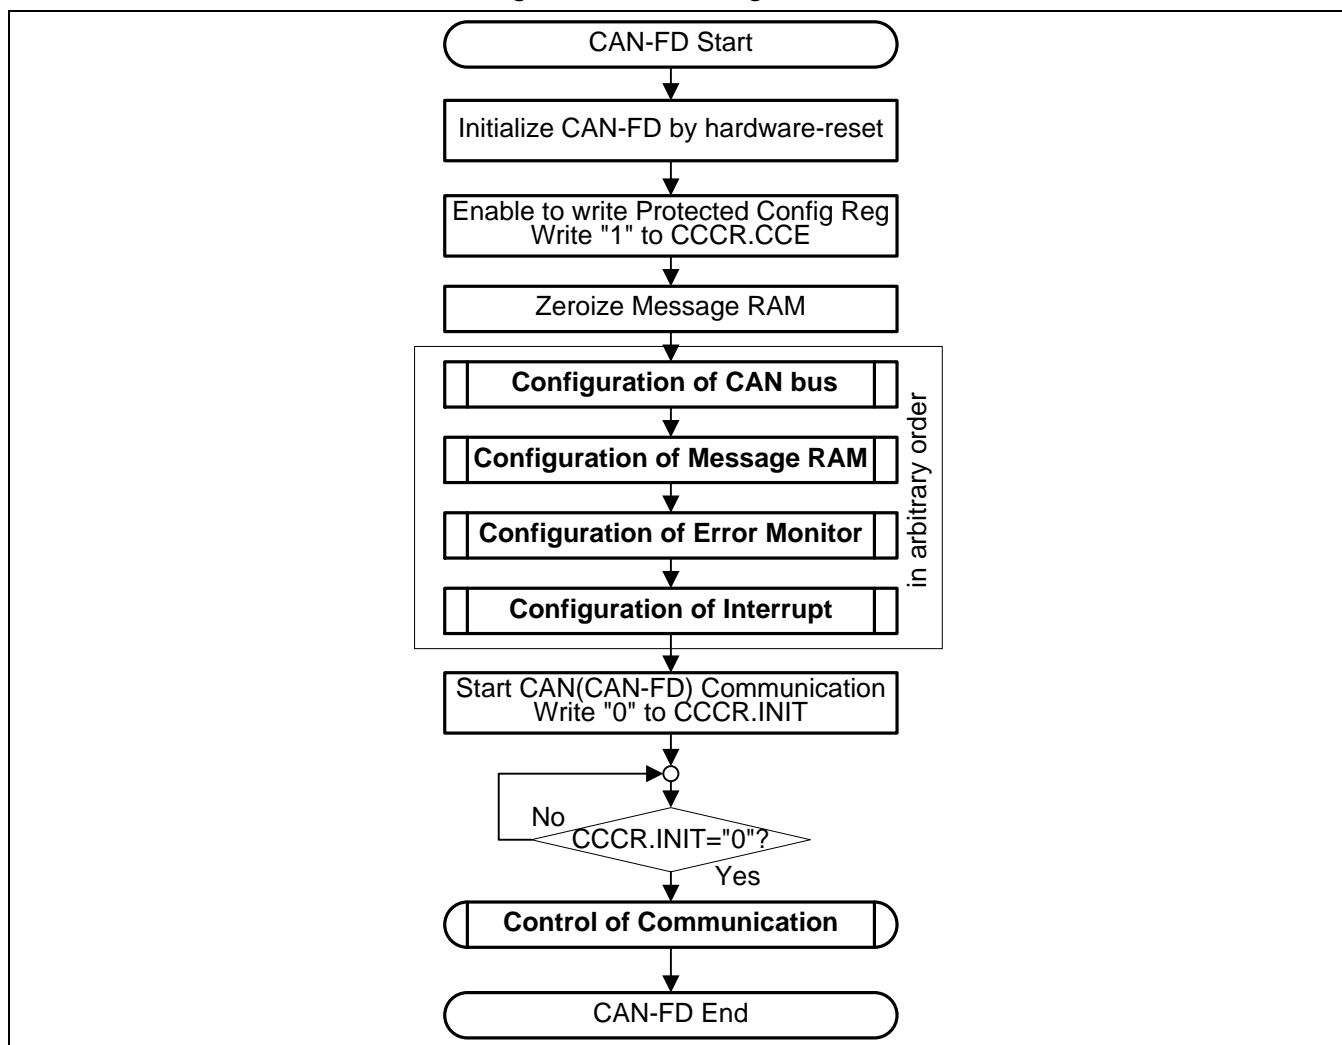 CAN-FD Start
Initialize CAN-FD by hardware-reset
Enable to write Protected Config Reg
Write "1" to CCCR.CCE
Zeroize Message RAM
Configuration of CAN bus
Configuration of Message RAM
Configuration of Error Monitor
Configuration of Interrupt
in arbitrary order
Start CAN(CAN-FD) Communication
Write "0" to CCCR.INIT
No
CCCR.INIT="0"?
Yes
Control of Communication
CAN-FD End